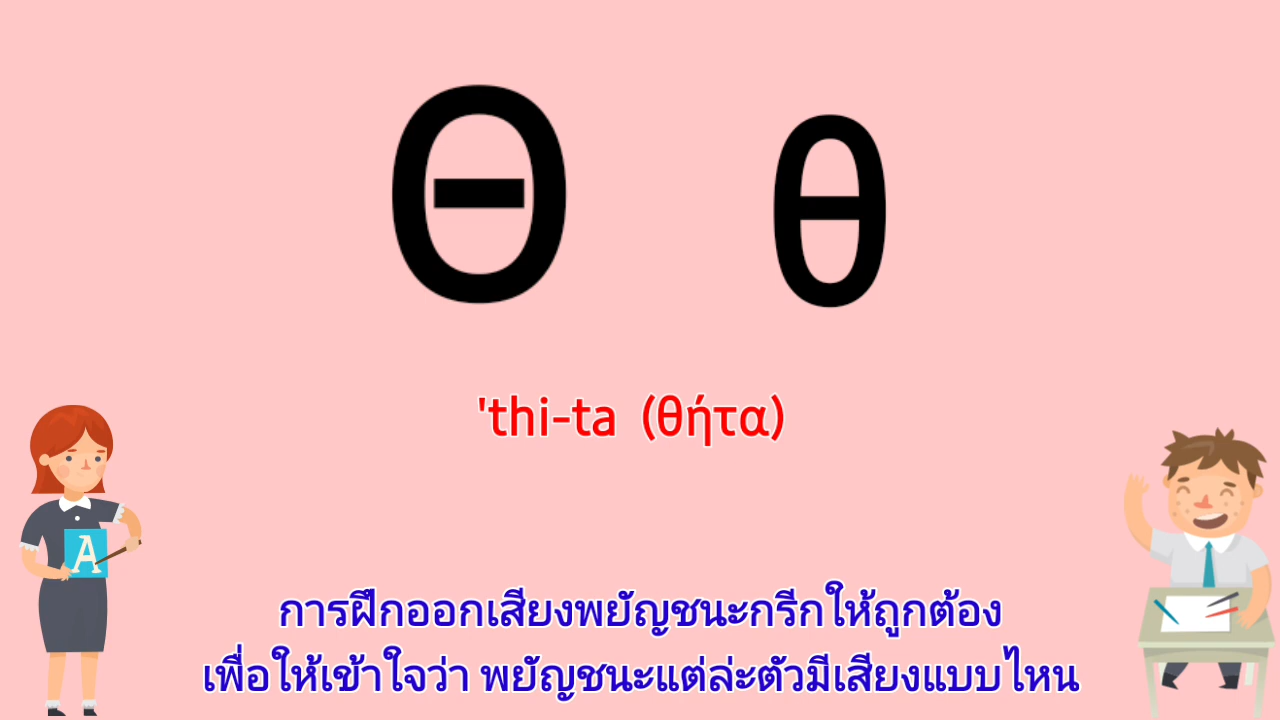 Θ θ
'thi-ta (θήτα)
A
การฝึกออกเสียงพยัญชนะกรีกให้ถูกต้อง
เพื่อให้เข้าใจว่า พยัญชนะแต่ล่ะตัวมีเสียงแบบไหน